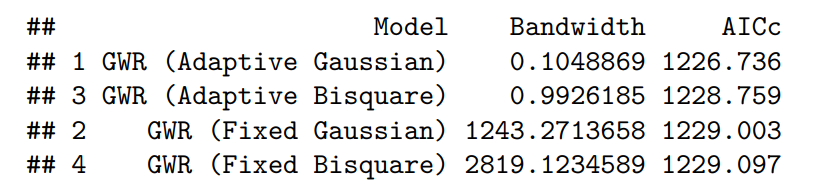 ##                      Model    Bandwidth     AICc
## 1 GWR (Adaptive Gaussian)    0.1048869 1226.736
## 3 GWR (Adaptive Bisquare)    0.9926185 1228.759
## 2    GWR (Fixed Gaussian) 1243.2713658 1229.003
## 4    GWR (Fixed Bisquare) 2819.1234589 1229.097